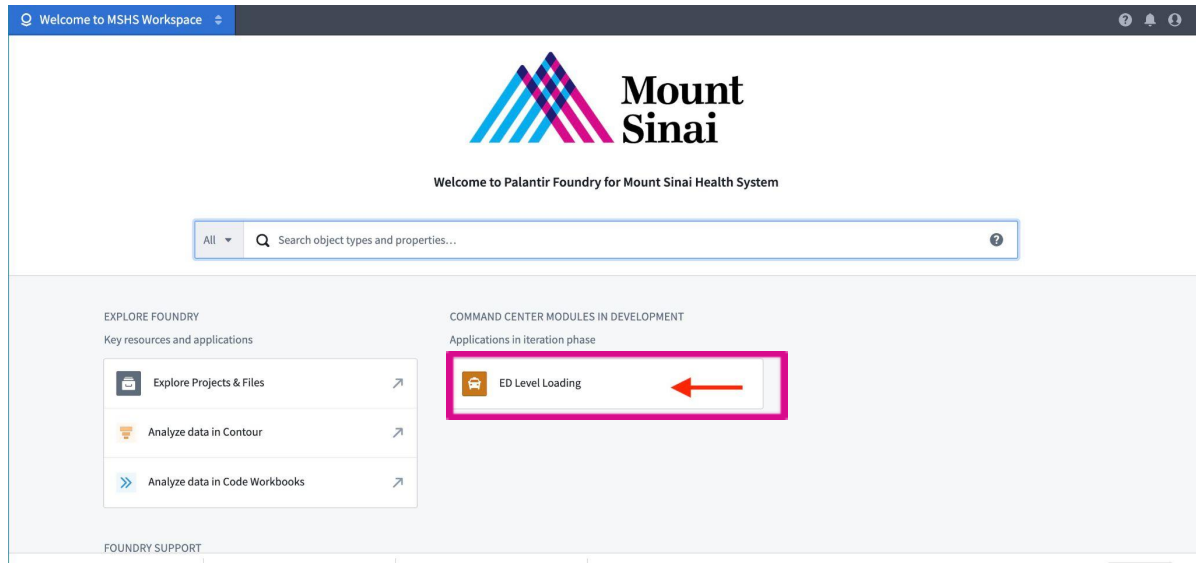 Welcome to MSHS Workspace
Mount
Sinai
Welcome to Palantir Foundry for Mount Sinai Health System
All
Search object types and properties...
EXPLORE FOUNDRY
Key resources and applications
Explore Projects & Files
Analyze data in Contour
Analyze data in Code Workbooks
COMMAND CENTER MODULES IN DEVELOPMENT
Applications in iteration phase
ED Level Loading
FOUNDRY SUPPORT